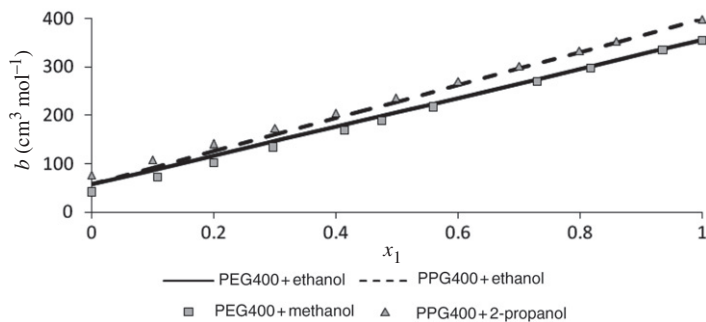 400
300
200
100
0
b (cm³ mol⁻¹)
0 0.2 0.4 0.6 0.8 1
x₁
PEG400+ethanol PPG400+ethanol
PEG400+methanol PPG400+2-propanol